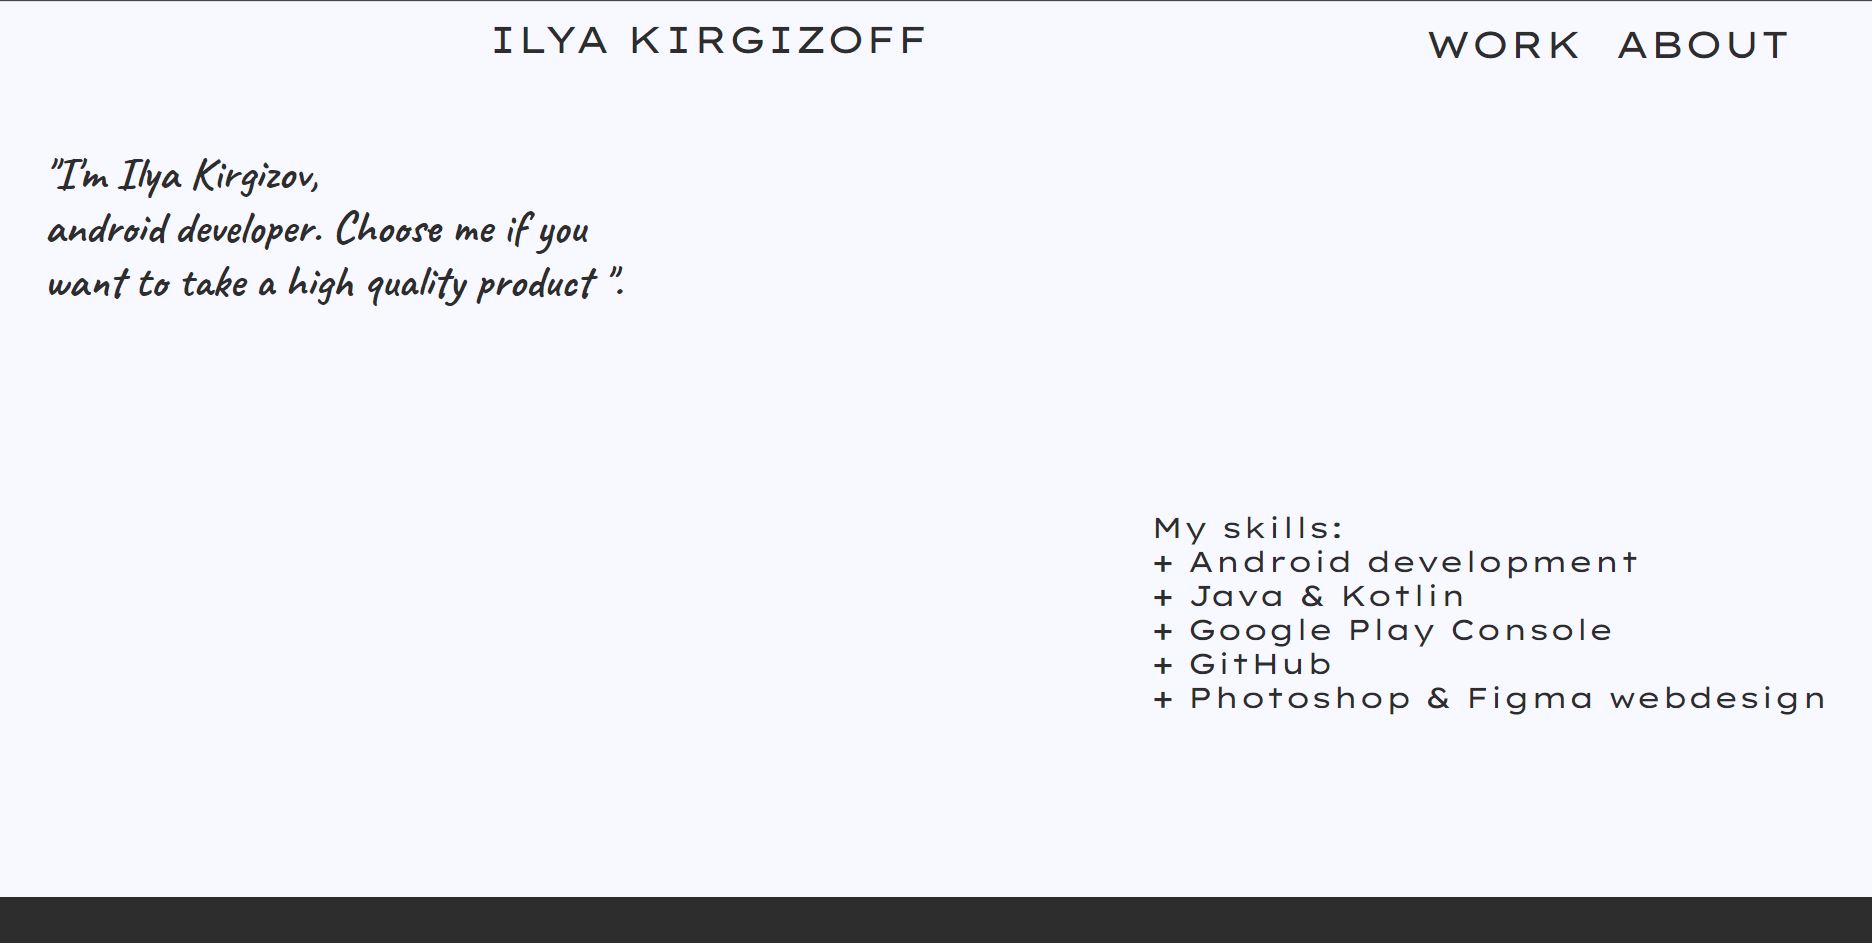 ILYA KIRGIZOFF
WORK ABOUT
"I'm Ilya Kirgizov,
android developer. Choose me if you
want to take a high quality product ".
My skills:
+ Android development
+ Java & Kotlin
+ Google Play Console
+ GitHub
+ Photoshop & Figma webdesign